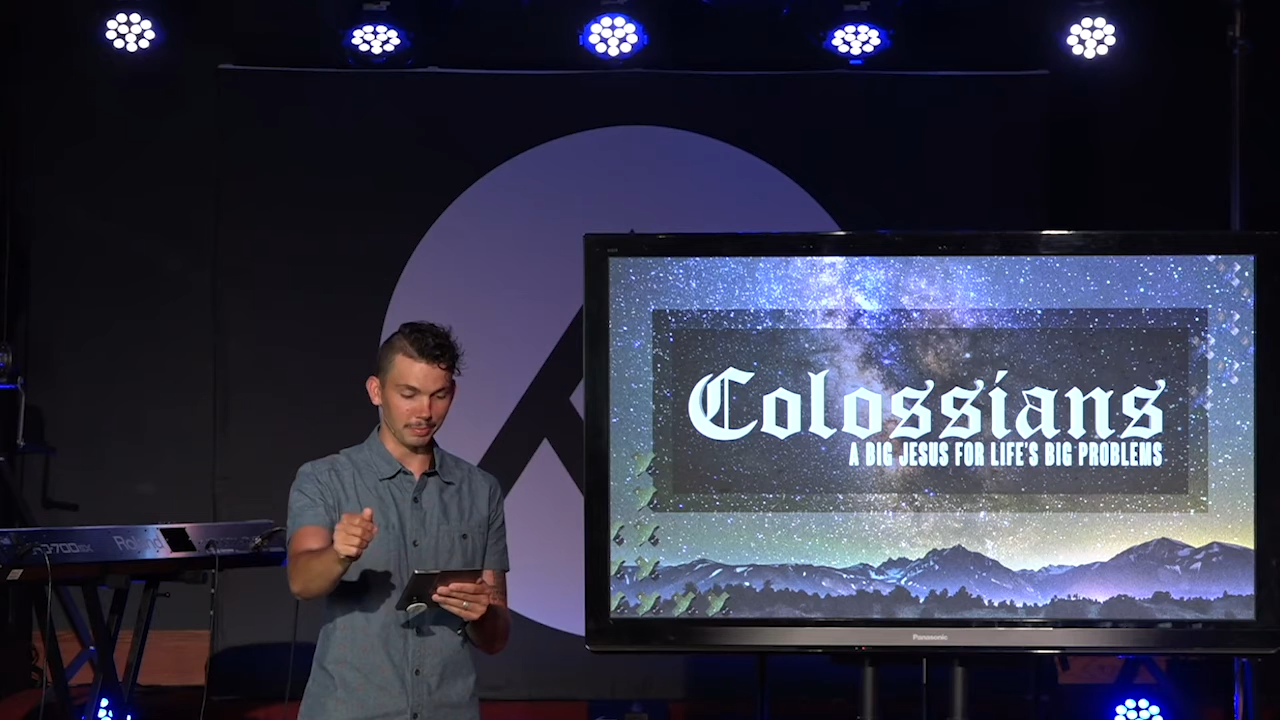 Colossians
A BIG JESUS FOR LIFE'S BIG PROBLEMS
Panasonic
Roland